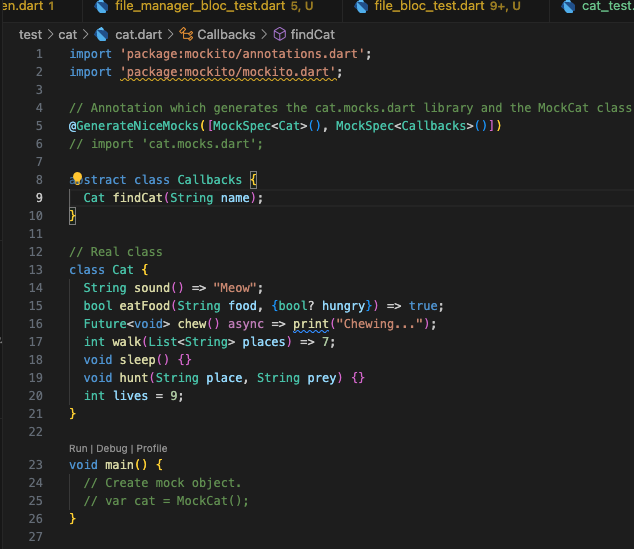 en.dart 1 file_manager_bloc_test.dart 5, U file_bloc_test.dart 9+, U cat_test.
test > cat > cat.dart > Callbacks > findCat
1 import 'package:mockito/annotations.dart';
2 import 'package:mockito/mockito.dart';
3
4 // Annotation which generates the cat.mocks.dart library and the MockCat class
5 @GenerateNiceMocks([MockSpec<Cat>(), MockSpec<Callbacks>()])
6 // import 'cat.mocks.dart';
7
8 abstract class Callbacks {
9 Cat findCat(String name);
10 }
11
12 // Real class
13 class Cat {
14 String sound() => "Meow";
15 bool eatFood(String food, {bool? hungry}) => true;
16 Future<void> chew() async => print("Chewing...");
17 int walk(List<String> places) => 7;
18 void sleep() {}
19 void hunt(String place, String prey) {}
20 int lives = 9;
21 }
22
Run | Debug | Profile
23 void main() {
24 // Create mock object.
25 // var cat = MockCat();
26 }
27